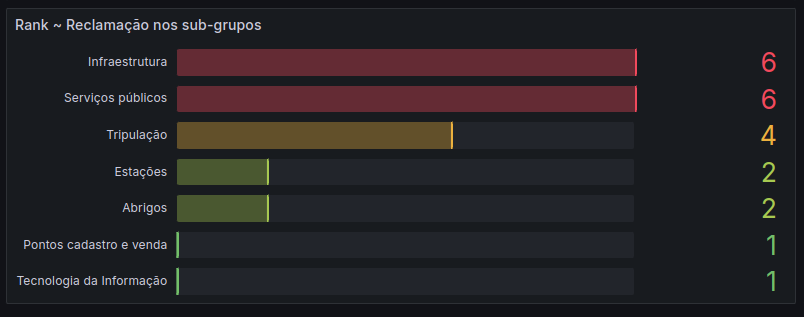 Rank ~ Reclamação nos sub-grupos
Infraestrutura 6
Serviços públicos 6
Tripulação 4
Estações 2
Abrigos 2
Pontos cadastro e venda 1
Tecnologia da Informação 1